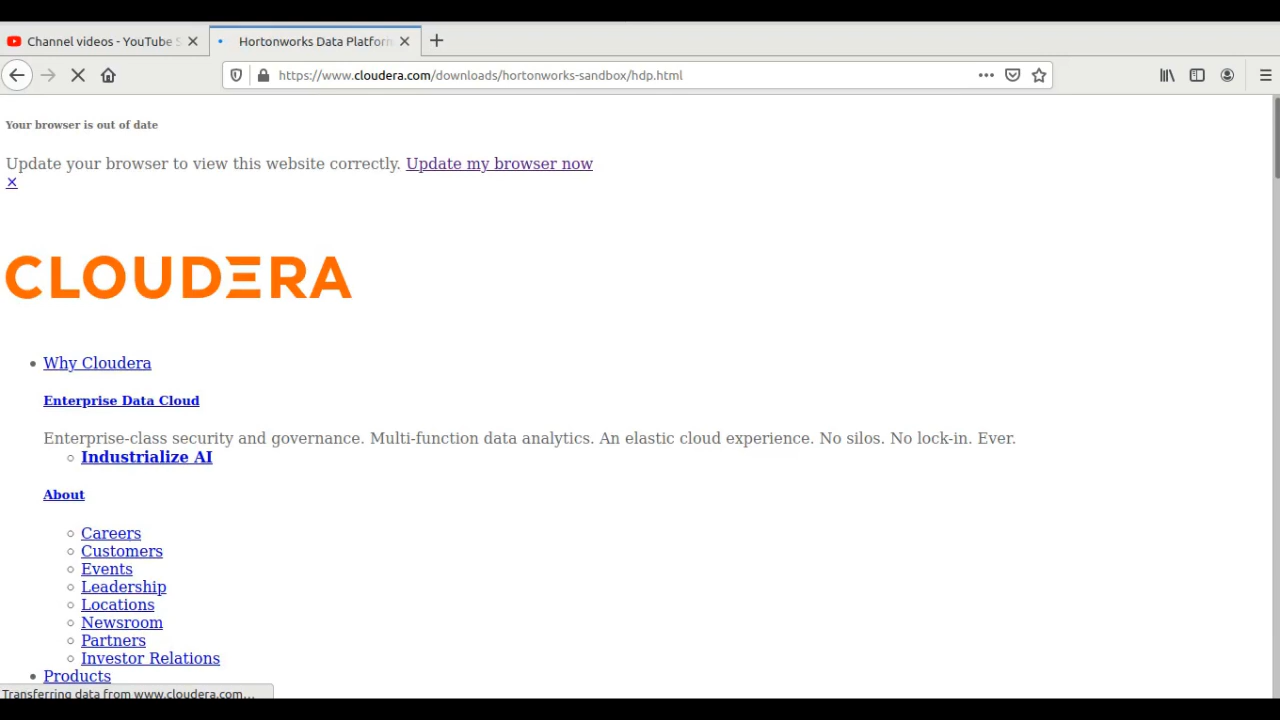 Channel videos - YouTube S
Hortonworks Data Platform
https://www.cloudera.com/downloads/hortonworks-sandbox/hdp.html
Your browser is out of date
Update your browser to view this website correctly. Update my browser now
×
CLOUDERA
Why Cloudera
Enterprise Data Cloud
Enterprise-class security and governance. Multi-function data analytics. An elastic cloud experience. No silos. No lock-in. Ever.
Industrialize AI
About
Careers
Customers
Events
Leadership
Locations
Newsroom
Partners
Investor Relations
Products
Transferring data from www.cloudera.com...